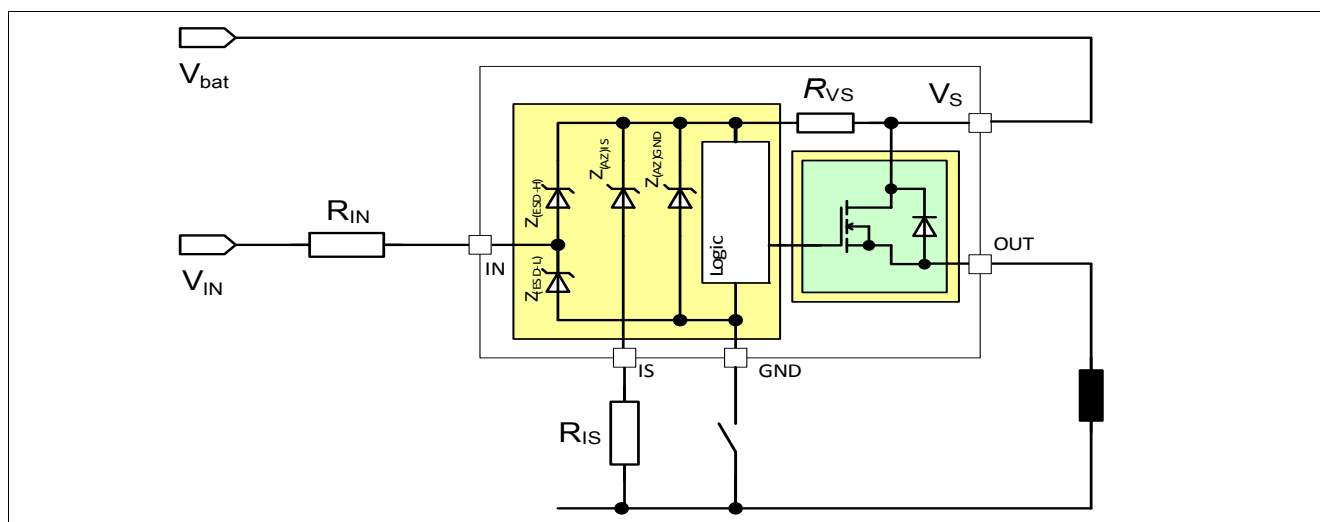 Vbat
RVS
VS
Z(ESD-H)
Z(AZ)IS
Z(AZ)GND
RIN
VIN
IN
Z(ESD-L)
Logic
OUT
IS
GND
RIS